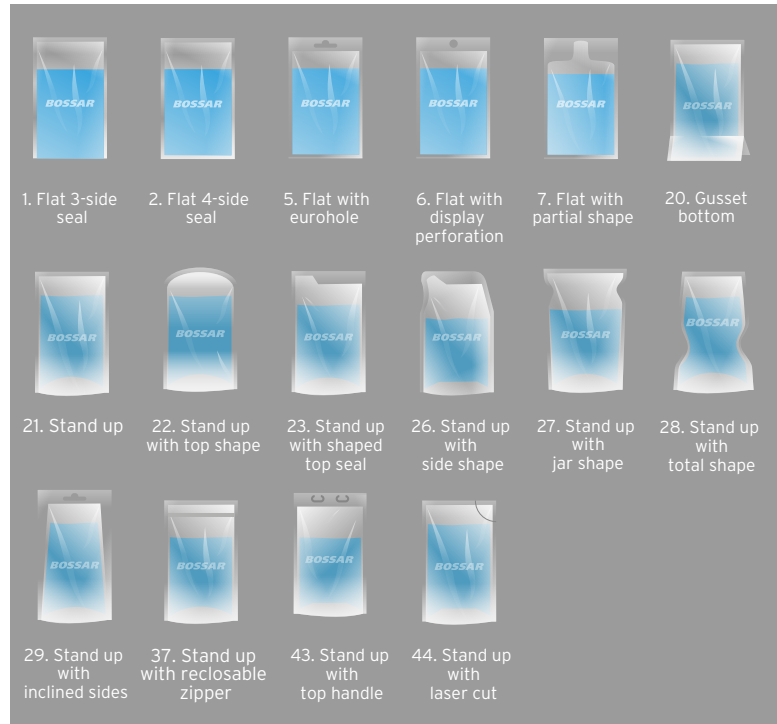 BOSSAR
BOSSAR
BOSSAR
BOSSAR
BOSSAR
BOSSAR
1. Flat 3-side
seal
2. Flat 4-side
seal
5. Flat with
eurohole
6. Flat with
display
perforation
7. Flat with
partial shape
20. Gusset
bottom
BOSSAR
BOSSAR
BOSSAR
BOSSAR
BOSSAR
BOSSAR
21. Stand up
22. Stand up
with top shape
23. Stand up
with shaped
top seal
26. Stand up
with
side shape
27. Stand up
with
jar shape
28. Stand up
with
total shape
BOSSAR
BOSSAR
BOSSAR
BOSSAR
29. Stand up
with
inclined sides
37. Stand up
with reclosable
zipper
43. Stand up
with
top handle
44. Stand up
with
laser cut